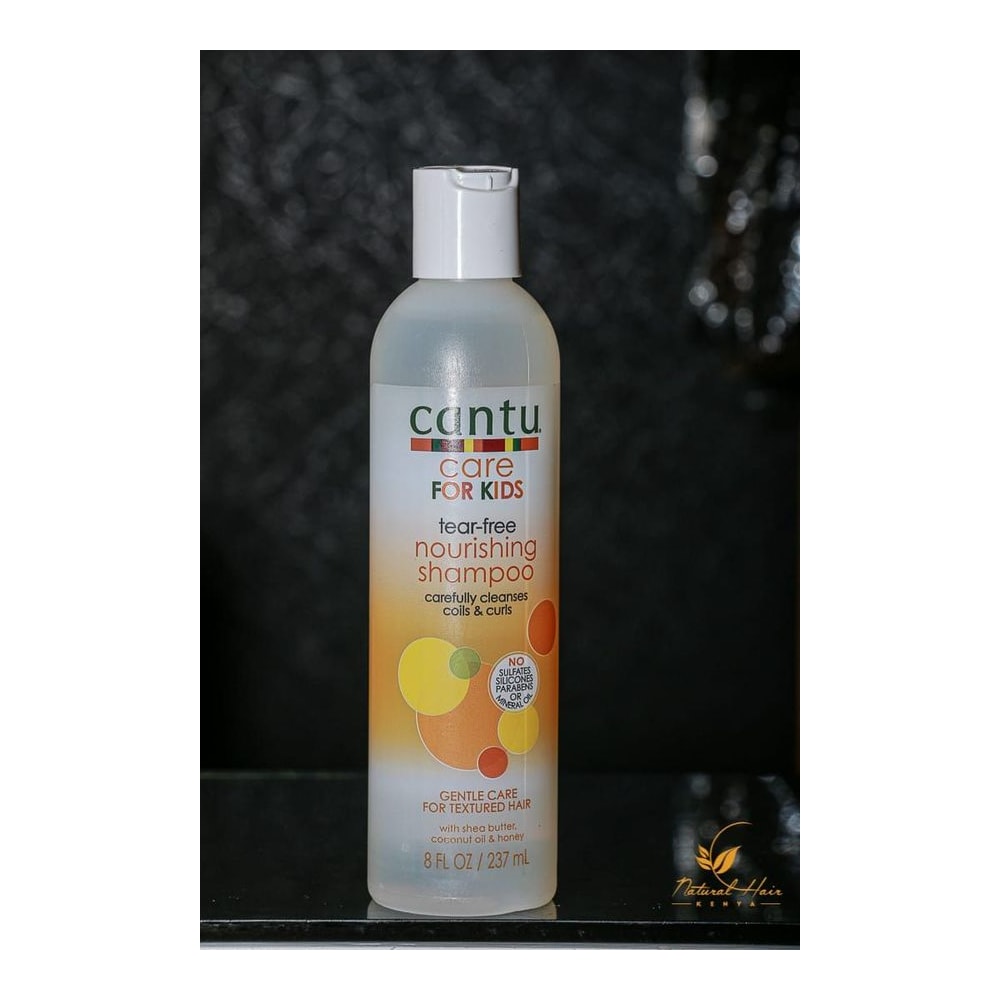 cantu
care
FOR KIDS
tear-free
nourishing
shampoo
carefully cleanses
coils & curls
NO
SULFATES
SILICONES
PARABENS
OR
MINERAL OIL
GENTLE CARE
FOR TEXTURED HAIR
with shea butter,
coconut oil & honey
8 FL OZ / 237 mL
Natural Hair
KENYA